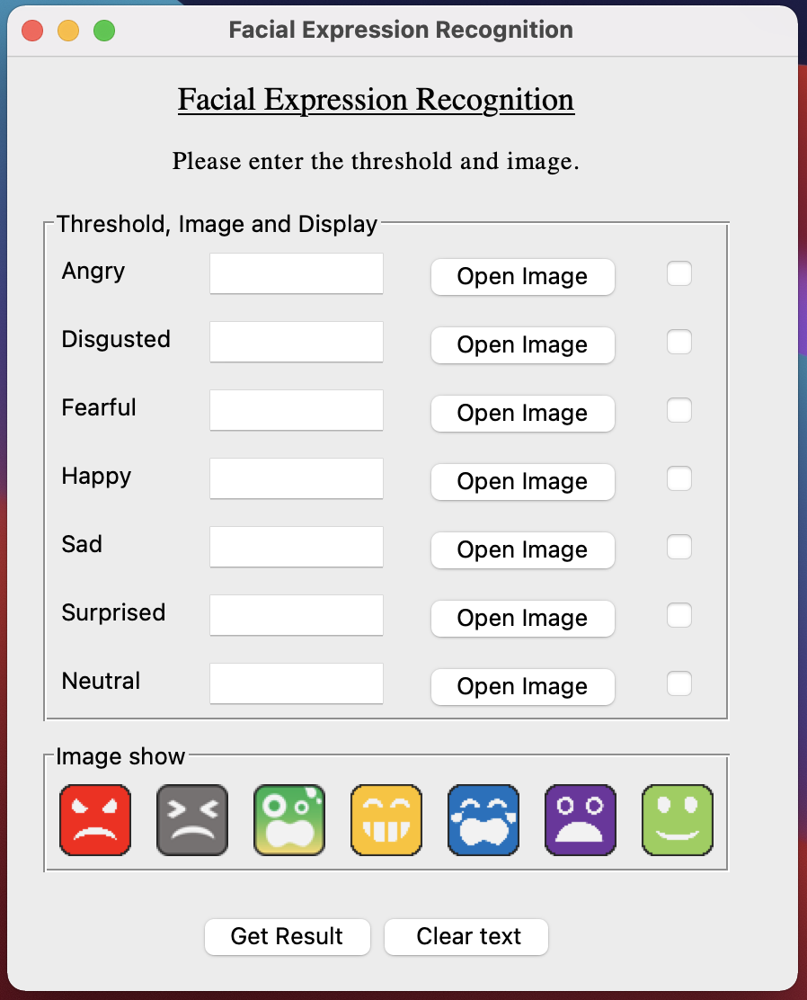 Facial Expression Recognition
Facial Expression Recognition
Please enter the threshold and image.
Threshold, Image and Display
Angry Open Image
Disgusted Open Image
Fearful Open Image
Happy Open Image
Sad Open Image
Surprised Open Image
Neutral Open Image
Image show
Get Result Clear text